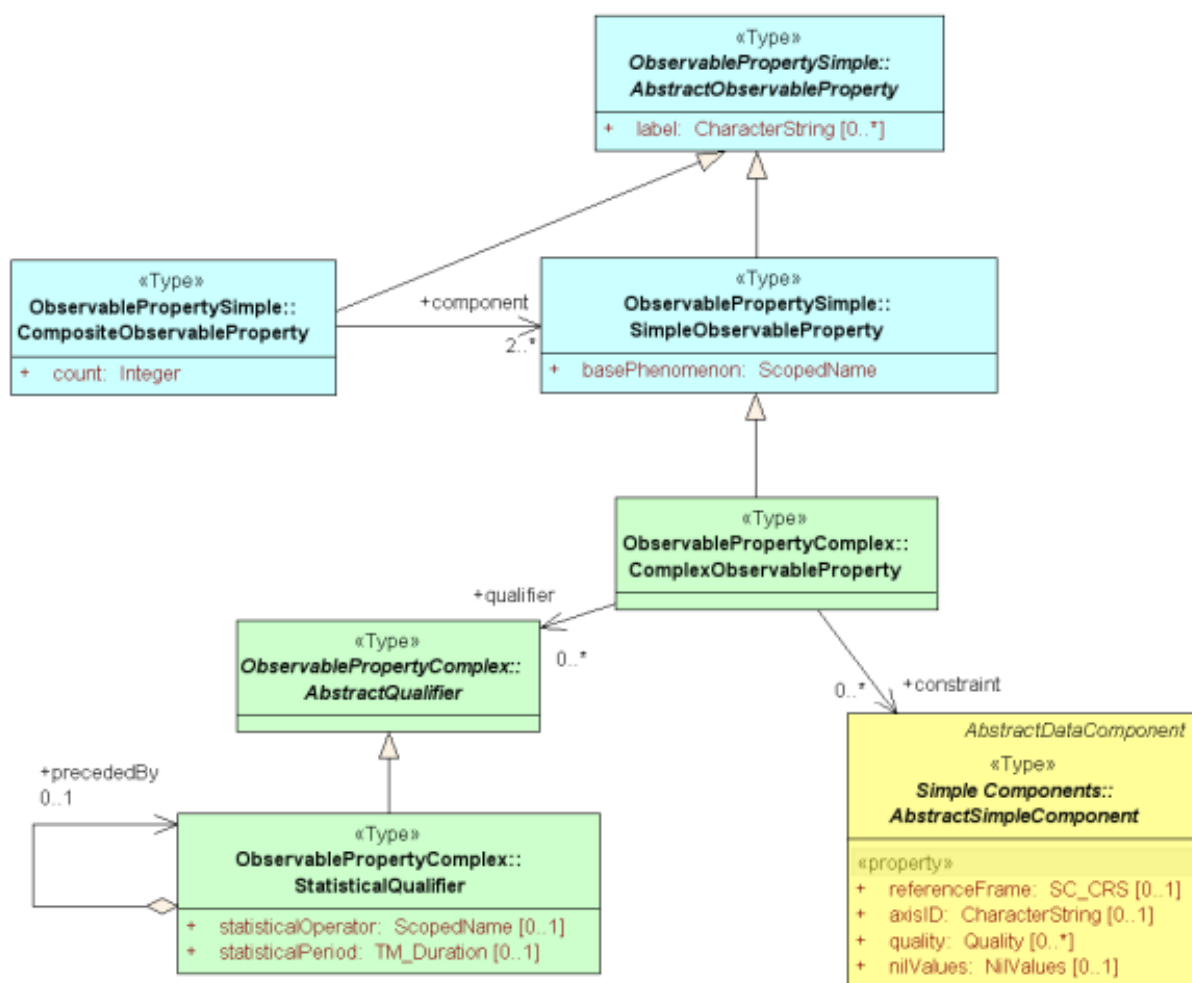 «Type»
ObservablePropertySimple::
AbstractObservableProperty
+ label: CharacterString [0..*]
«Type»
ObservablePropertySimple::
CompositeObservableProperty
+ count: Integer
+component
2..*
«Type»
ObservablePropertySimple::
SimpleObservableProperty
+ basePhenomenon: ScopedName
«Type»
ObservablePropertyComplex::
ComplexObservableProperty
+qualifier
0..*
«Type»
ObservablePropertyComplex::
AbstractQualifier
0..*
+constraint
+precededBy
0..1
«Type»
ObservablePropertyComplex::
StatisticalQualifier
+ statisticalOperator: ScopedName [0..1]
+ statisticalPeriod: TM_Duration [0..1]
AbstractDataComponent
«Type»
Simple Components::
AbstractSimpleComponent
«property»
+ referenceFrame: SC_CRS [0..1]
+ axisID: CharacterString [0..1]
+ quality: Quality [0..*]
+ nilValues: NilValues [0..1]